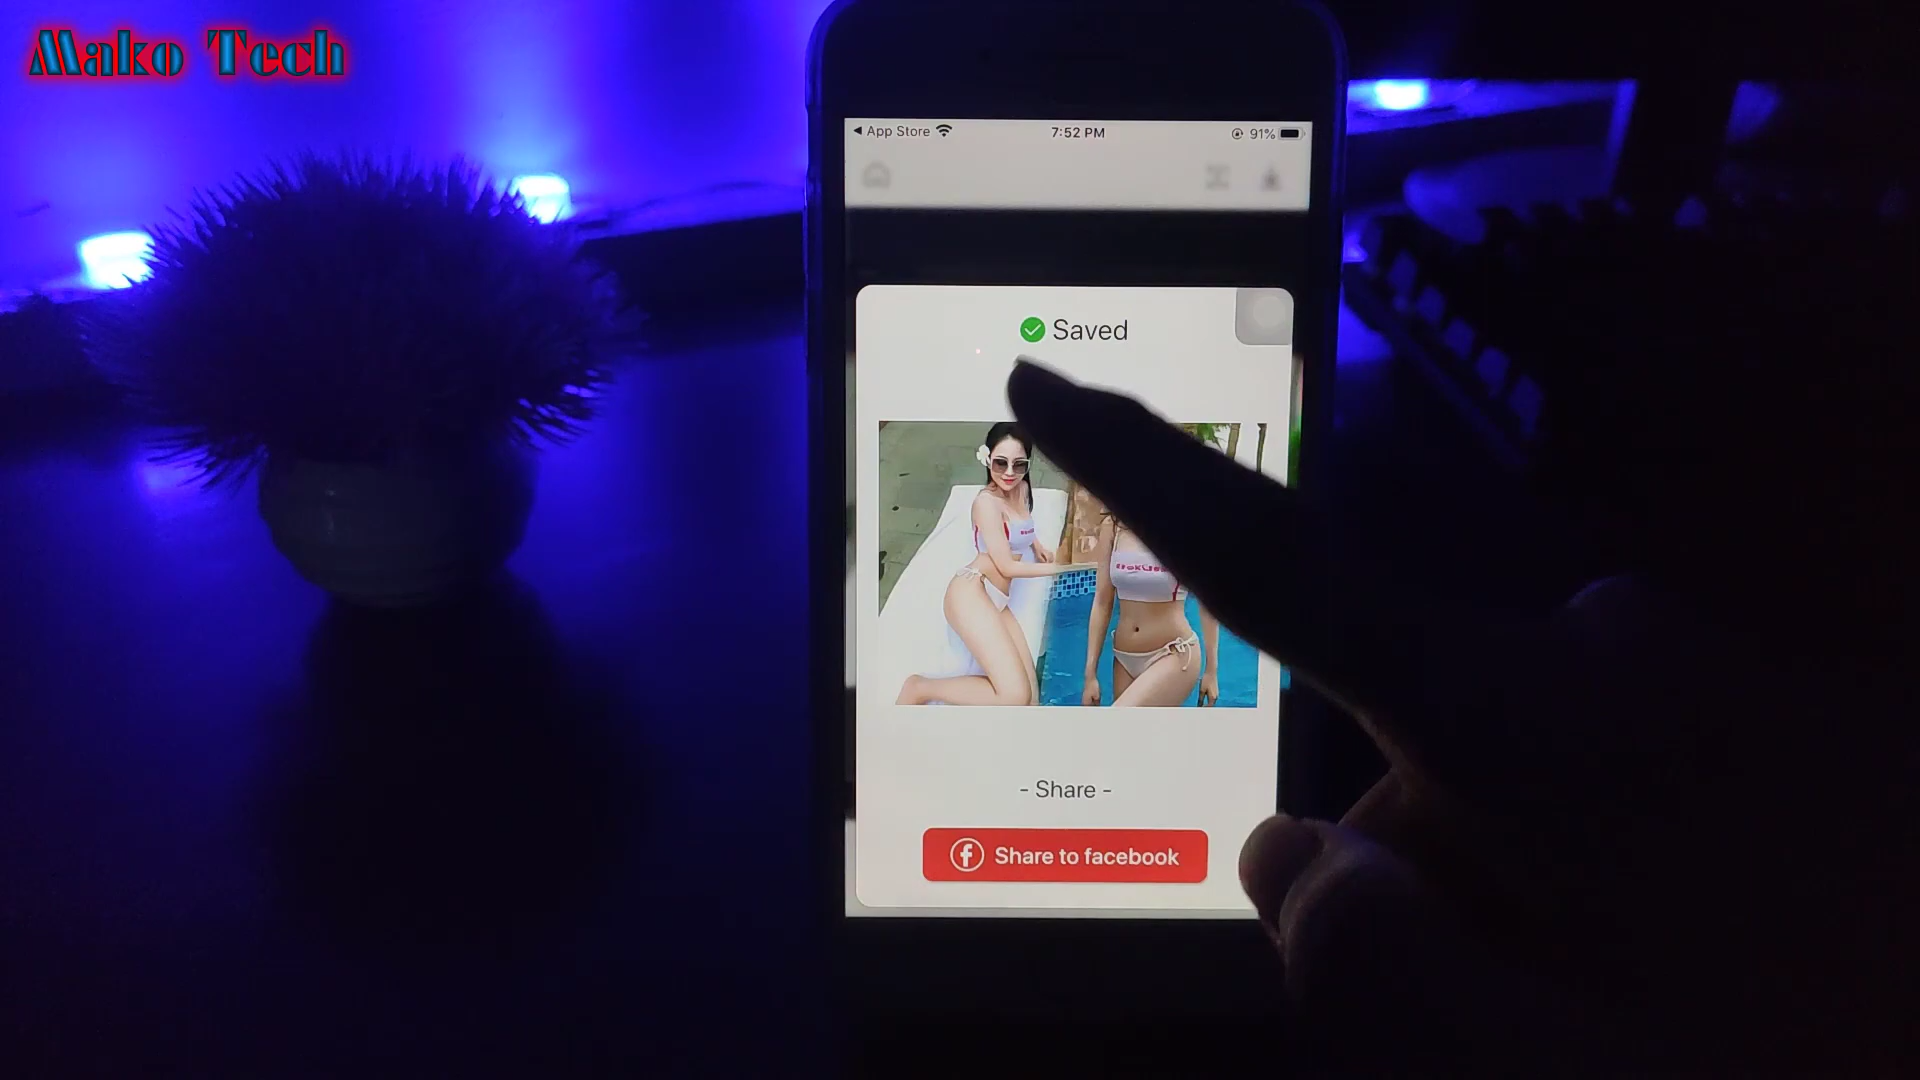 Mako Tech
App Store
7:52 PM
91%
Saved
- Share -
Share to facebook